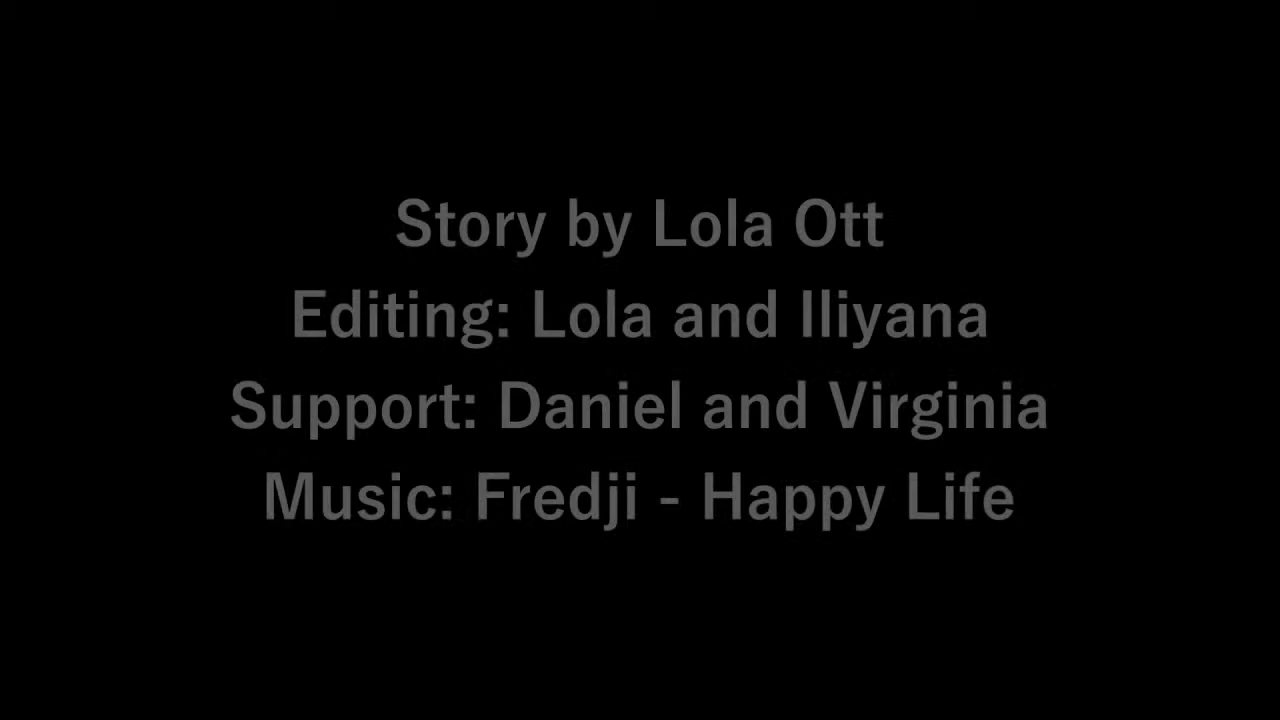 Story by Lola Ott
Editing: Lola and Iliyana
Support: Daniel and Virginia
Music: Fredji - Happy Life